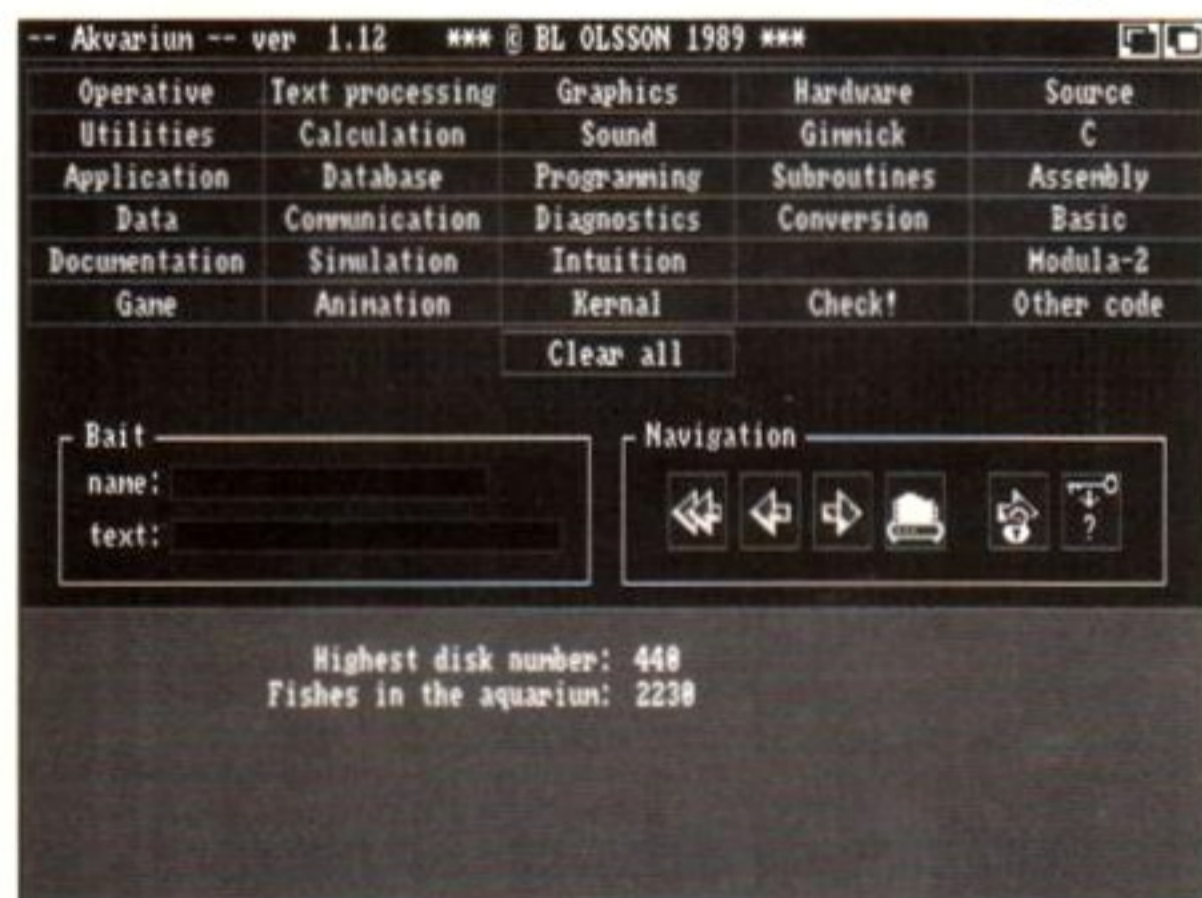 -- Akvarium -- ver 1.12 *** © BL OLSSON 1989 ***
Operative Text processing Graphics Hardware Source
Utilities Calculation Sound Gimmick C
Application Database Programming Subroutines Assembly
Data Communication Diagnostics Conversion Basic
Documentation Simulation Intuition Modula-2
Game Animation Kernal Check! Other code
Clear all
Bait
name:
text:
Navigation
?
Highest disk number: 440
Fishes in the aquarium: 2230